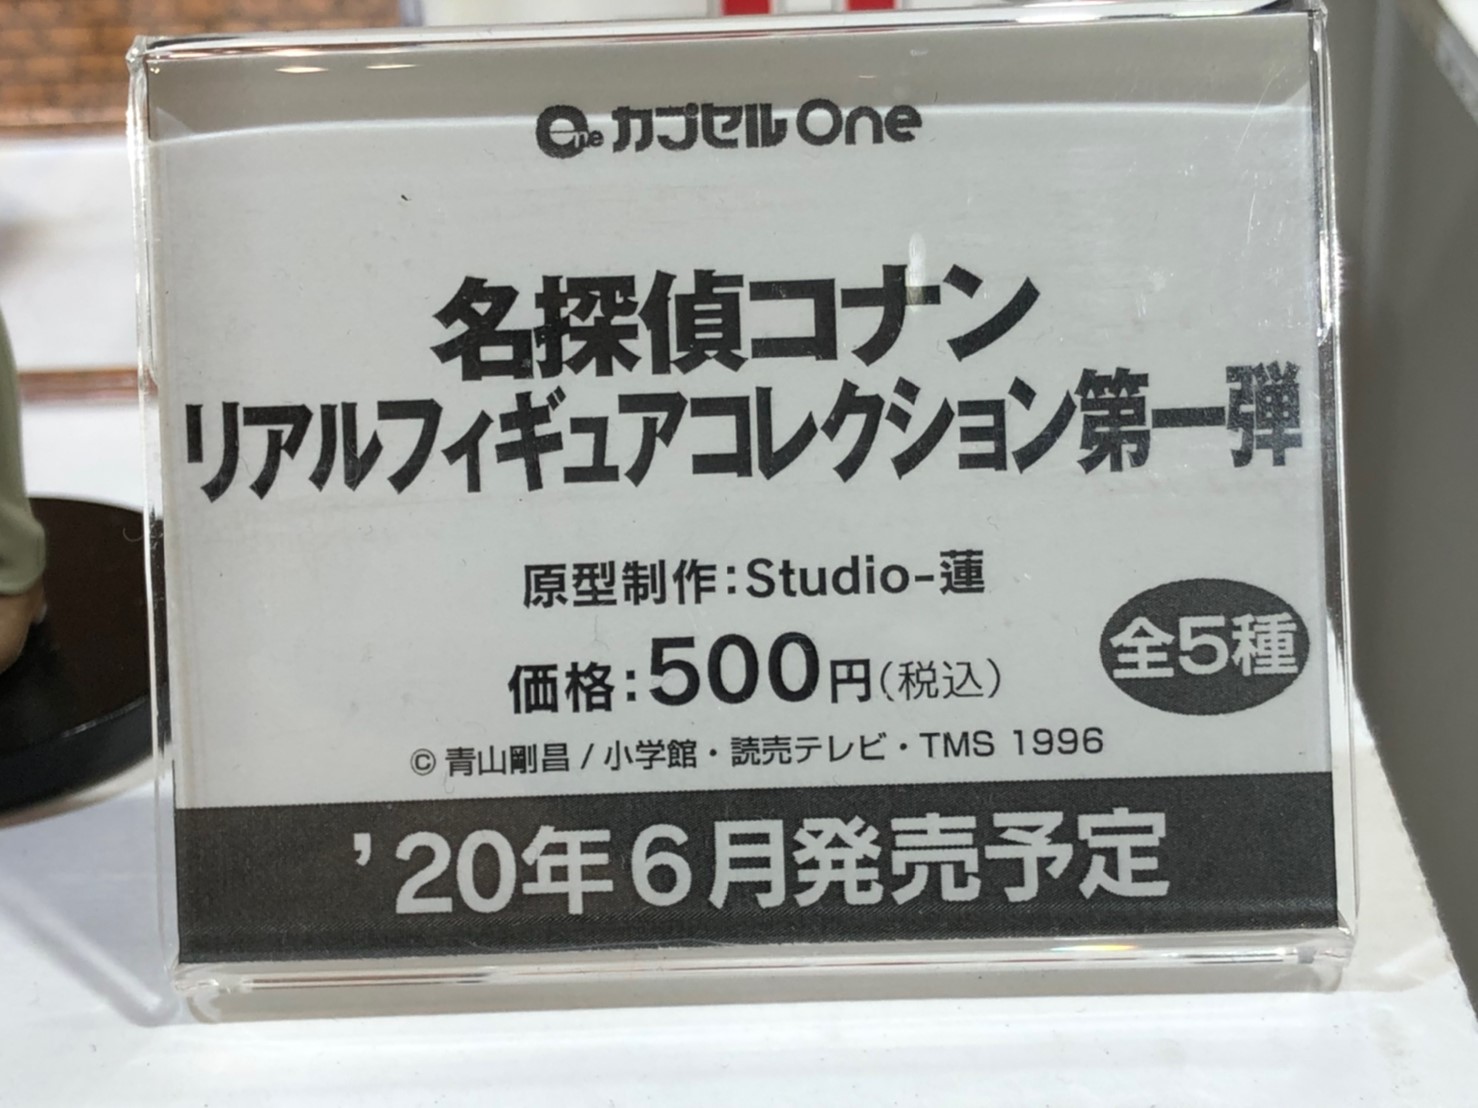 One カプセル One
名探偵コナン
リアルフィギュアコレクション第一弾
原型制作:Studio-蓮
価格:500円(税込)
全5種
© 青山剛昌 / 小学館・読売テレビ・TMS 1996
’20年6月発売予定